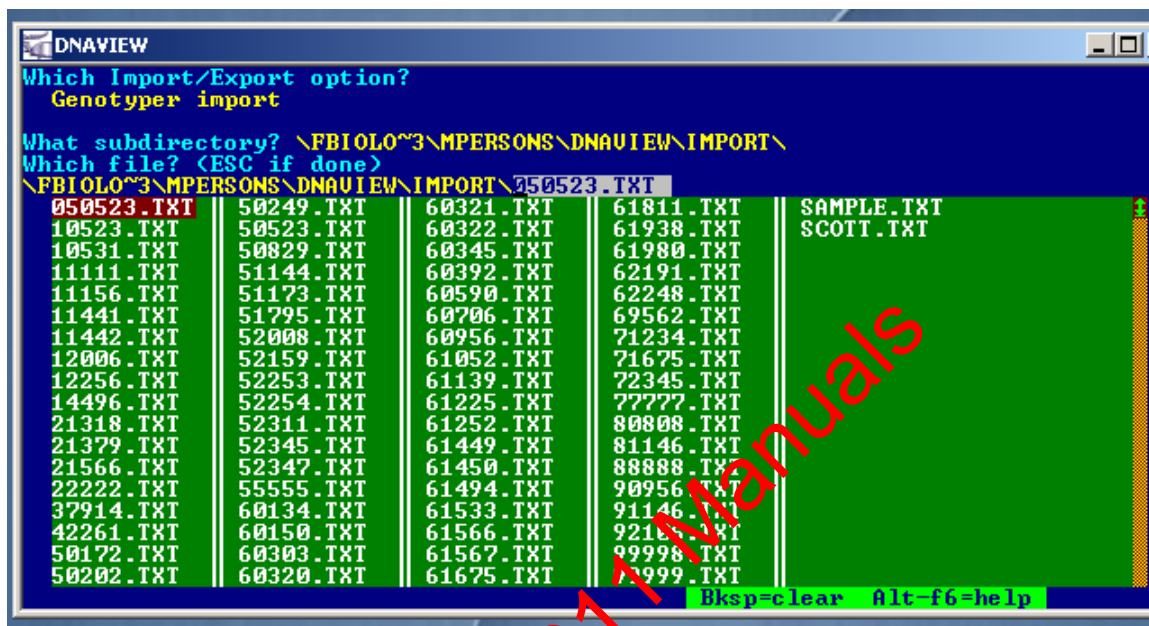 DNAVIEW
Which Import/Export option?
Genotyper import
What subdirectory? \FBIOLO~3\MPERSONS\DNAVIEW\IMPORT\
Which file? (ESC if done)
\FBIOLO~3\MPERSONS\DNAVIEW\IMPORT\050523.TXT
050523.TXT 50249.TXT 60321.TXT 61811.TXT SAMPLE.TXT
10523.TXT 50523.TXT 60322.TXT 61938.TXT SCOTT.TXT
10531.TXT 50829.TXT 60345.TXT 61980.TXT
11111.TXT 51144.TXT 60392.TXT 62191.TXT
11156.TXT 51173.TXT 60590.TXT 62248.TXT
11441.TXT 51795.TXT 60706.TXT 69562.TXT
11442.TXT 52008.TXT 60956.TXT 71234.TXT
12006.TXT 52159.TXT 61052.TXT 71675.TXT
12256.TXT 52253.TXT 61139.TXT 72345.TXT
14496.TXT 52254.TXT 61225.TXT 77777.TXT
21318.TXT 52311.TXT 61252.TXT 80808.TXT
21379.TXT 52345.TXT 61449.TXT 81146.TXT
21566.TXT 52347.TXT 61450.TXT 88888.TXT
22222.TXT 55555.TXT 61494.TXT 90956.TXT
37914.TXT 60134.TXT 61533.TXT 91146.TXT
42261.TXT 60150.TXT 61566.TXT
50172.TXT 60303.TXT 61567.TXT 99998.TXT
50202.TXT 60320.TXT 61675.TXT
Bksp=clear Alt-f6=help
11 Manuals